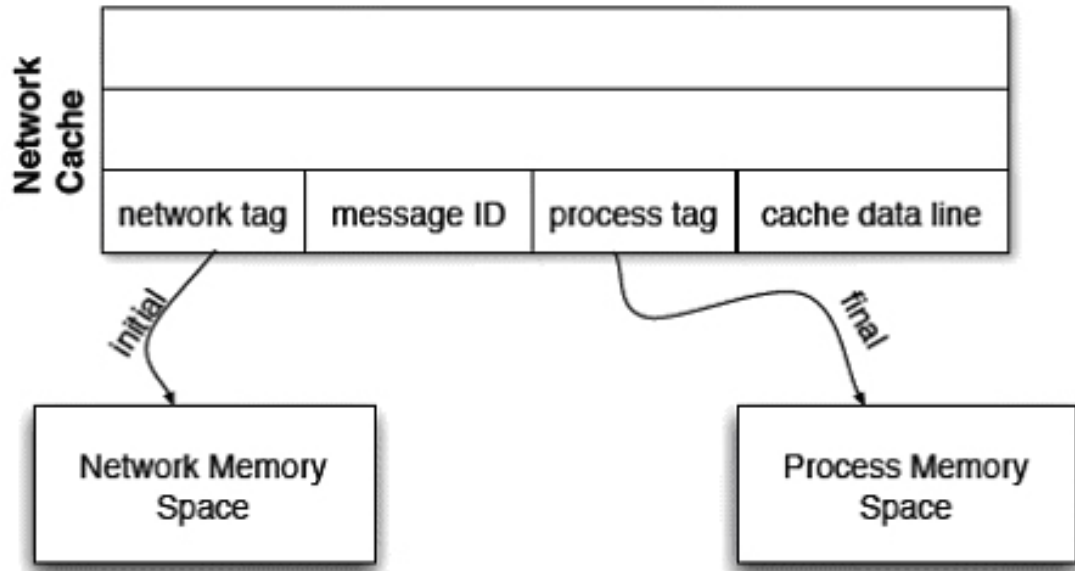 Network
Cache
network tag
message ID
process tag
cache data line
initial
final
Network Memory
Space
Process Memory
Space